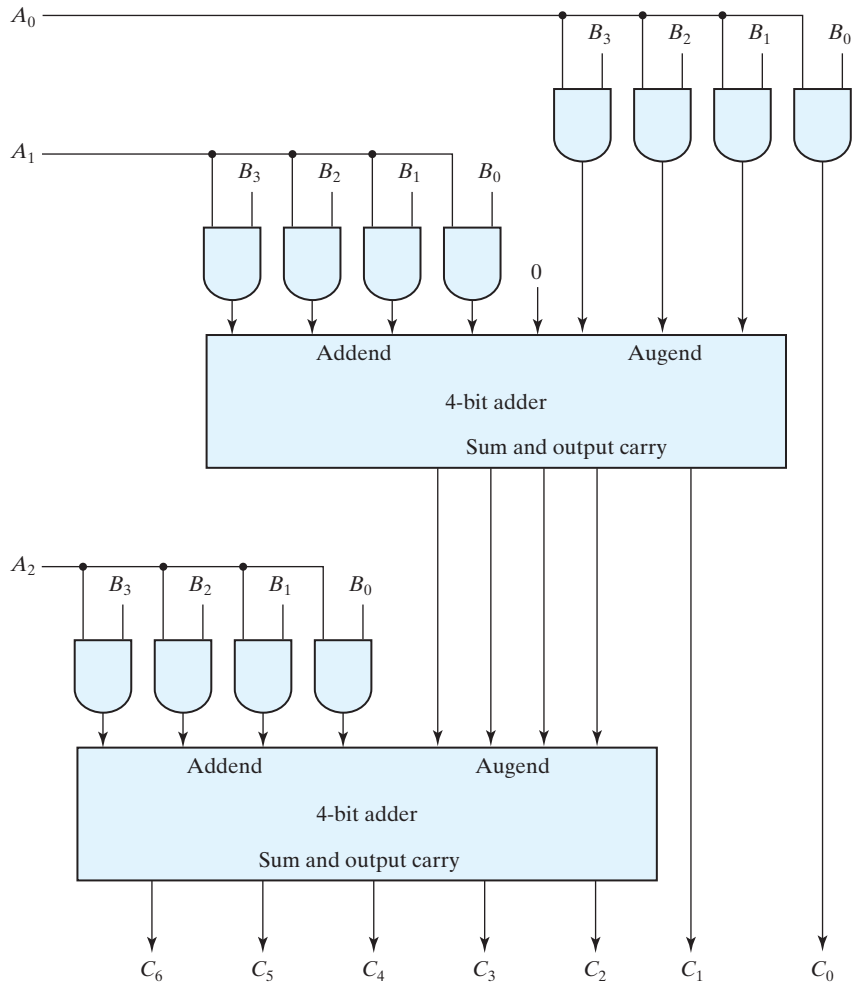 A₀
B₃ B₂ B₁ B₀
A₁
B₃ B₂ B₁ B₀
0
Addend Augend
4-bit adder
Sum and output carry
A₂
B₃ B₂ B₁ B₀
Addend Augend
4-bit adder
Sum and output carry
C₆ C₅ C₄ C₃ C₂ C₁ C₀